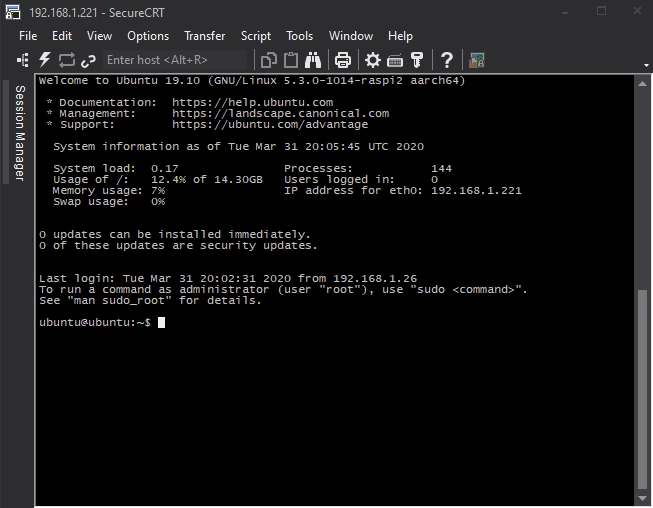 192.168.1.221 - SecureCRT
File Edit View Options Transfer Script Tools Window Help
Enter host <Alt+R>
Session Manager
Welcome to Ubuntu 19.10 (GNU/Linux 5.3.0-1014-raspi2 aarch64)
* Documentation: https://help.ubuntu.com
* Management: https://landscape.canonical.com
* Support: https://ubuntu.com/advantage
System information as of Tue Mar 31 20:05:45 UTC 2020
System load: 0.17 Processes: 144
Usage of /: 12.4% of 14.30GB Users logged in: 0
Memory usage: 7% IP address for eth0: 192.168.1.221
Swap usage: 0%
0 updates can be installed immediately.
0 of these updates are security updates.
Last login: Tue Mar 31 20:02:31 2020 from 192.168.1.26
To run a command as administrator (user "root"), use "sudo <command>".
See "man sudo_root" for details.
ubuntu@ubuntu:~$